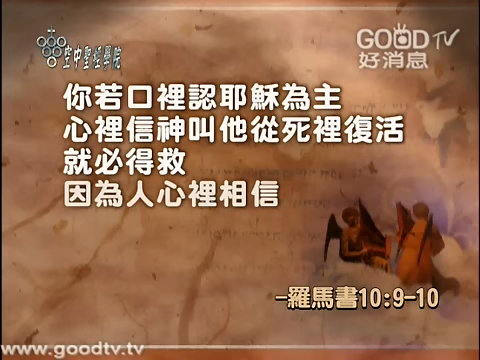 空中聖經學院
GOOD TV
好消息
你若口裡認耶穌為主
心裡信神叫他從死裡復活
就必得救
因為人心裡相信
-羅馬書10:9-10
www.goodtv.tv